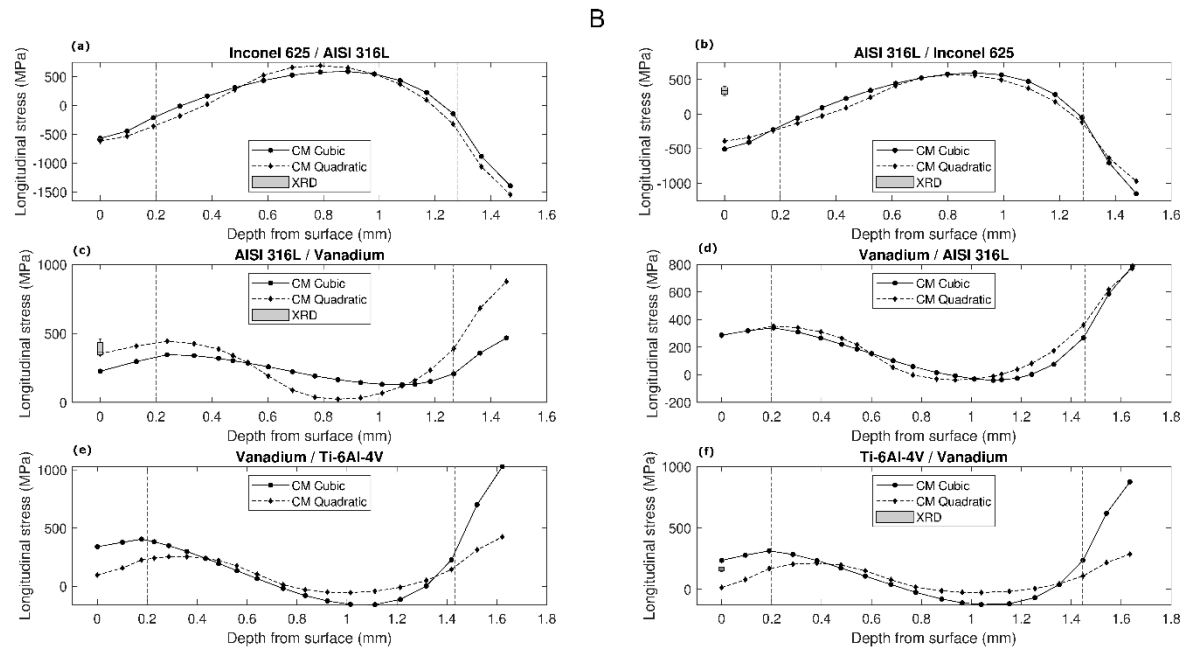 B
(a)
Inconel 625 / AISI 316L
Longitudinal stress (MPa)
500
0
-500
-1000
-1500
CM Cubic
CM Quadratic
XRD
0 0.2 0.4 0.6 0.8 1 1.2 1.4 1.6
Depth from surface (mm)
(b)
AISI 316L / Inconel 625
Longitudinal stress (MPa)
500
0
-500
-1000
CM Cubic
CM Quadratic
XRD
0 0.2 0.4 0.6 0.8 1 1.2 1.4 1.6
Depth from surface (mm)
(c)
AISI 316L / Vanadium
Longitudinal stress (MPa)
1000
500
0
CM Cubic
CM Quadratic
XRD
0 0.2 0.4 0.6 0.8 1 1.2 1.4 1.6
Depth from surface (mm)
(d)
Vanadium / AISI 316L
Longitudinal stress (MPa)
800
600
400
200
0
-200
CM Cubic
CM Quadratic
0 0.2 0.4 0.6 0.8 1 1.2 1.4 1.6
Depth from surface (mm)
(e)
Vanadium / Ti-6Al-4V
Longitudinal stress (MPa)
1000
500
0
CM Cubic
CM Quadratic
0 0.2 0.4 0.6 0.8 1 1.2 1.4 1.6 1.8
Depth from surface (mm)
(f)
Ti-6Al-4V / Vanadium
Longitudinal stress (MPa)
1000
500
0
CM Cubic
CM Quadratic
XRD
0 0.2 0.4 0.6 0.8 1 1.2 1.4 1.6 1.8
Depth from surface (mm)